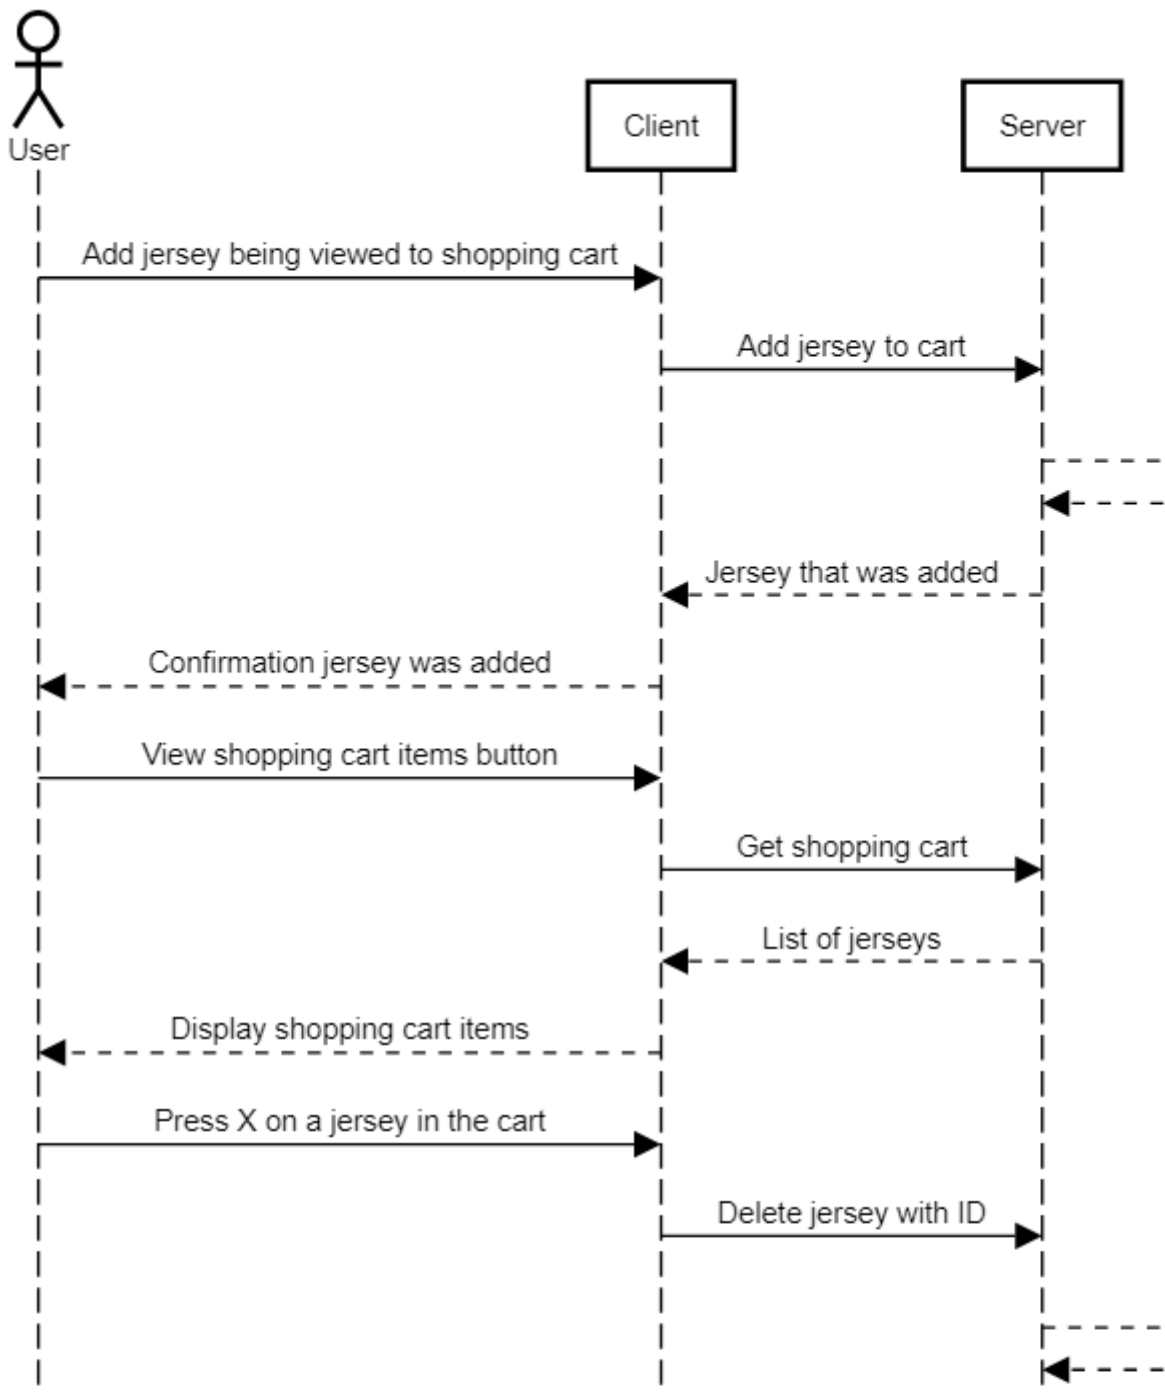 User
Client
Server
Add jersey being viewed to shopping cart
Add jersey to cart
Jersey that was added
Confirmation jersey was added
View shopping cart items button
Get shopping cart
List of jerseys
Display shopping cart items
Press X on a jersey in the cart
Delete jersey with ID